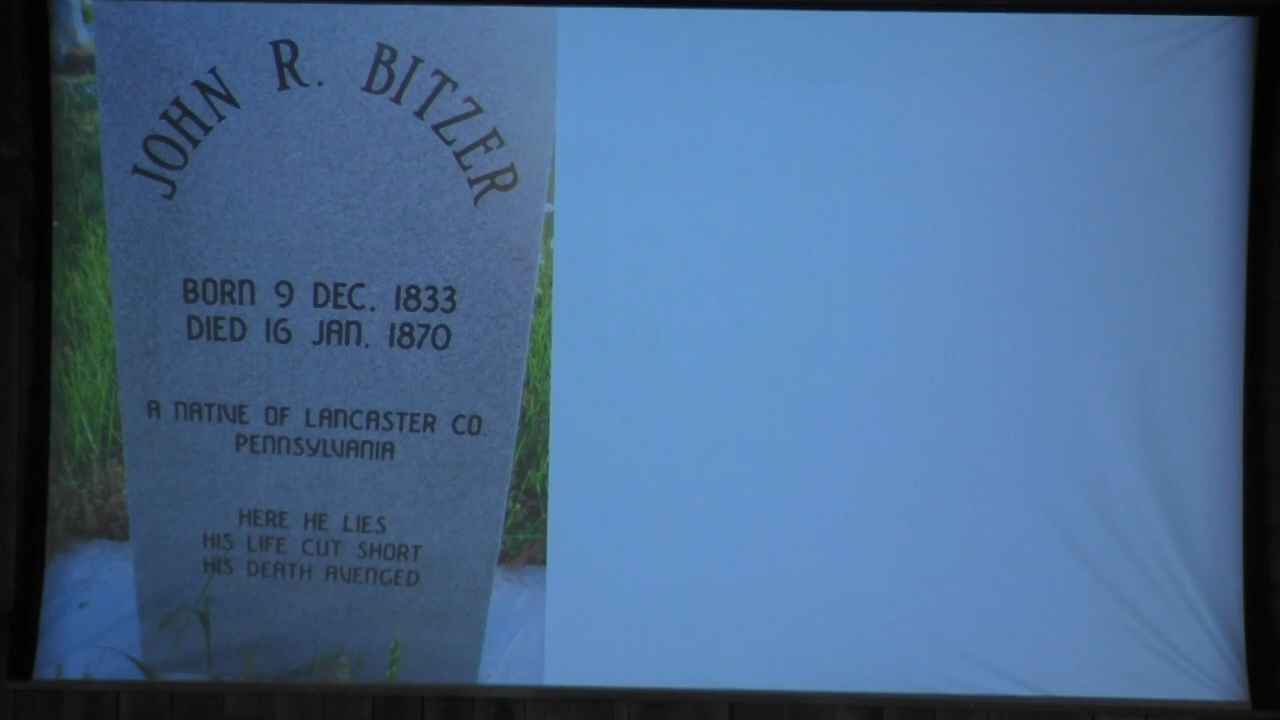 JOHN R. BITZER
BORN 9 DEC. 1833
DIED 16 JAN. 1870
A NATIVE OF LANCASTER CO.
PENNSYLVANIA
HERE HE LIES
HIS LIFE CUT SHORT
HIS DEATH AVENGED